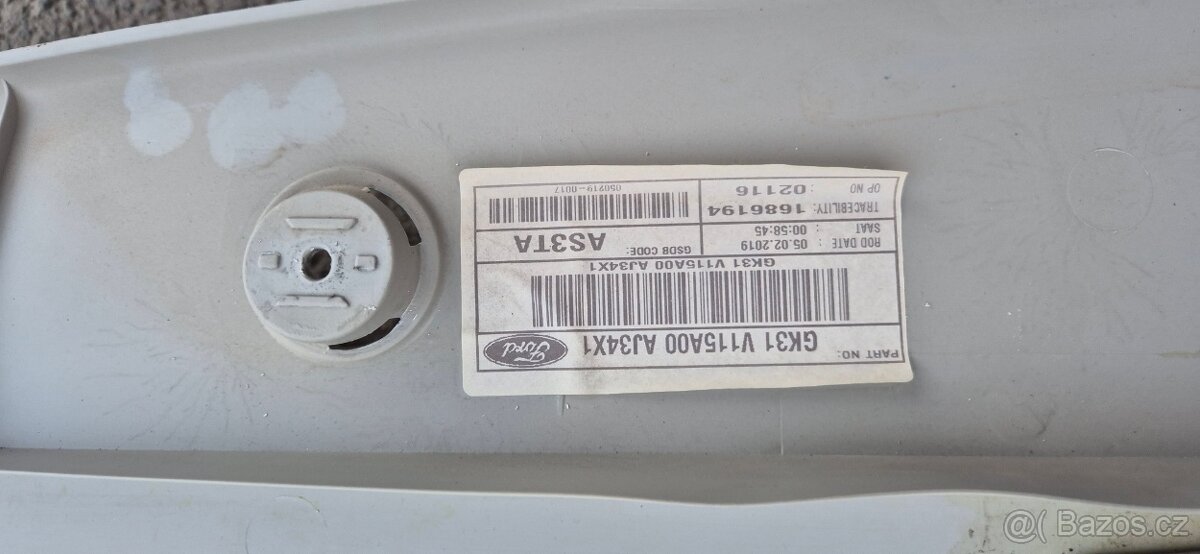 PART NO:
GK31 V115A00 AJ34X1
Ford
GK31 V115A00 AJ34X1
ROD DATE : 05.02.2019
SAAT 00:58:45
GSDB CODE:
AS3TA
TRACEBILITY: 1686194
OP NO : 02116
050219-0017
@( Bazos.cz